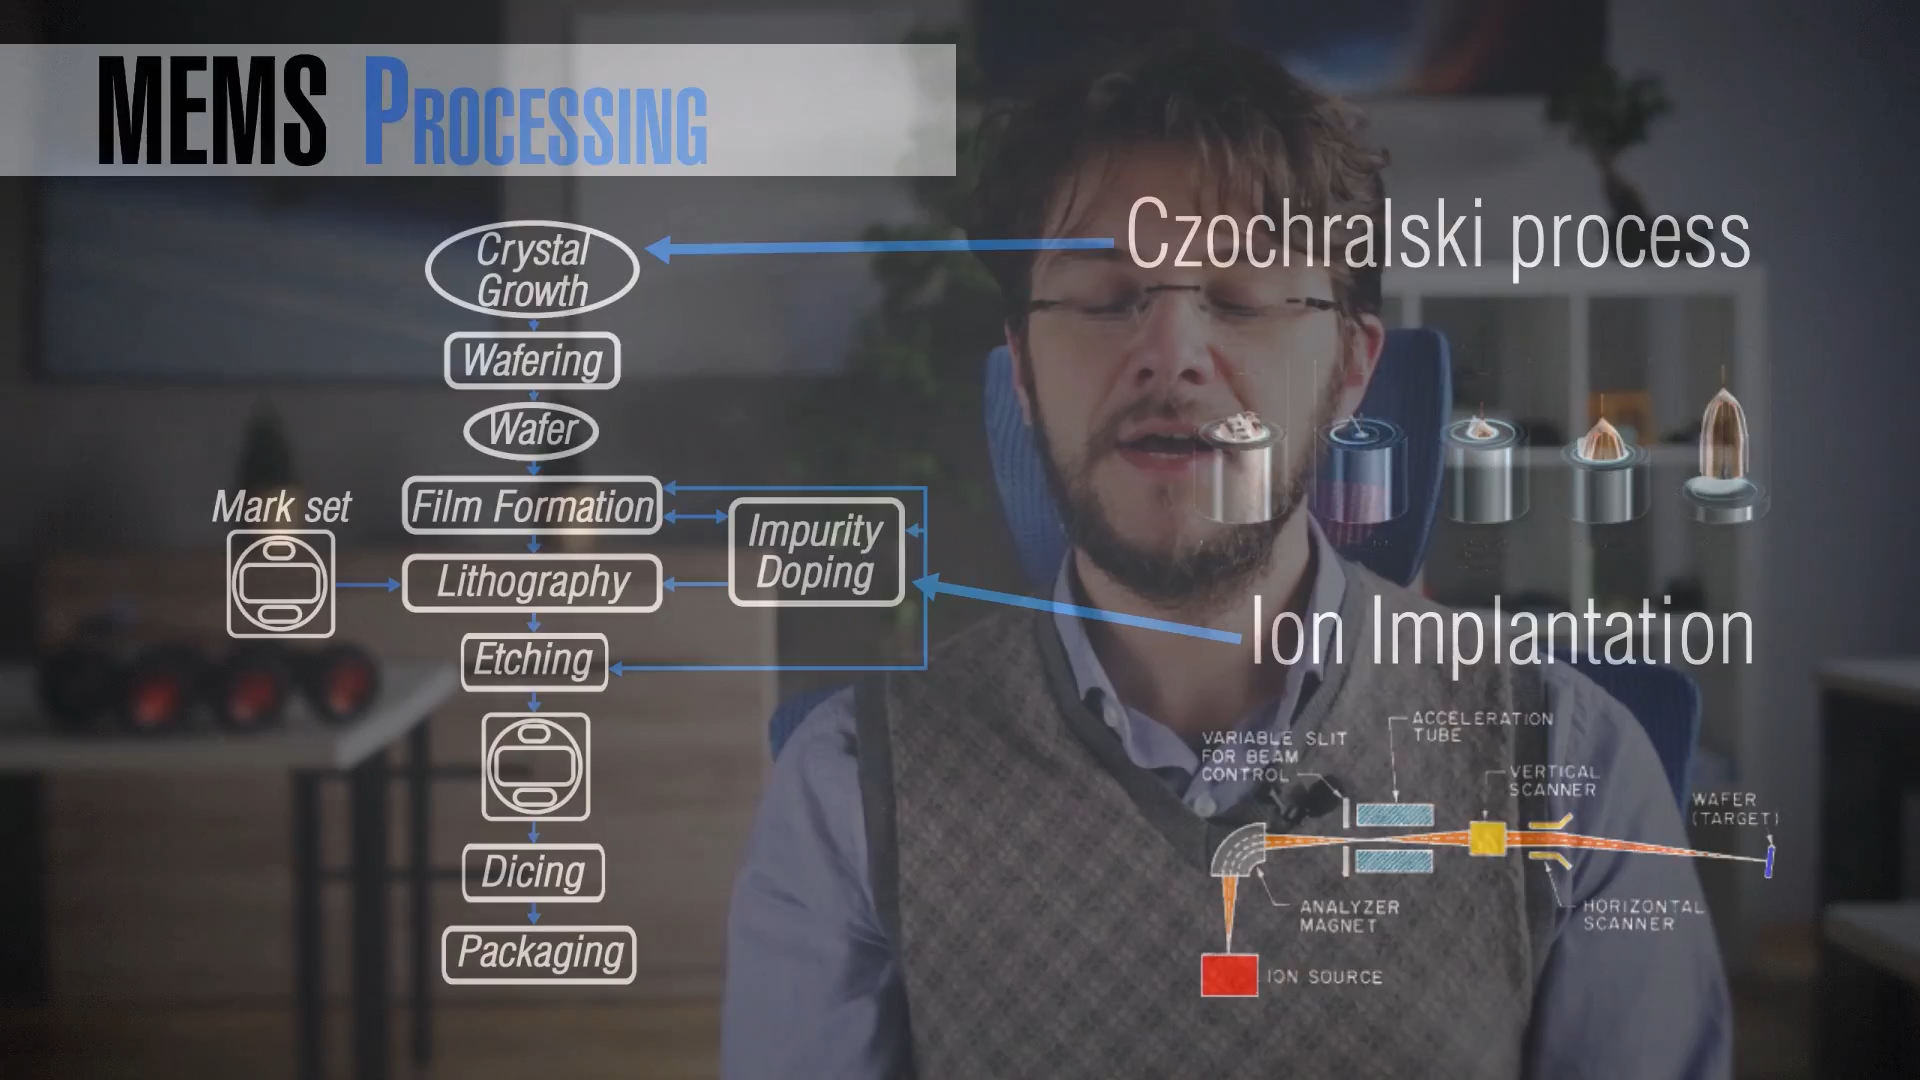 MEMS PROCESSING
Czochralski process
Crystal
Growth
Wafering
Wafer
Mark set
Film Formation
Impurity
Doping
Lithography
Etching
Ion Implantation
Dicing
Packaging
VARIABLE SLIT
FOR BEAM
CONTROL
ACCELERATION
TUBE
VERTICAL
SCANNER
WAFER
(TARGET)
ANALYZER
MAGNET
HORIZONTAL
SCANNER
ION SOURCE